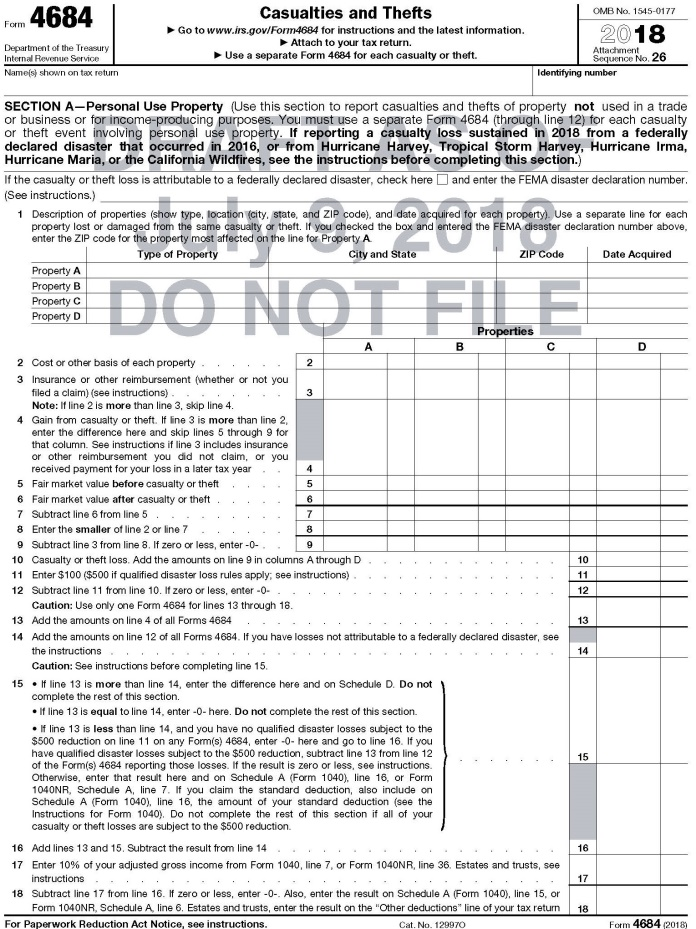 Form 4684
Department of the Treasury
Internal Revenue Service
Casualties and Thefts
▶ Go to www.irs.gov/Form4684 for instructions and the latest information.
▶ Attach to your tax return.
▶ Use a separate Form 4684 for each casualty or theft.
OMB No. 1545-0177
2018
Attachment
Sequence No. 26
Name(s) shown on tax return
Identifying number
DRAFT AS OF
July 9, 2018
DO NOT FILE
SECTION A—Personal Use Property (Use this section to report casualties and thefts of property not used in a trade
or business or for income-producing purposes. You must use a separate Form 4684 (through line 12) for each casualty
or theft event involving personal use property. If reporting a casualty loss sustained in 2018 from a federally
declared disaster that occurred in 2016, or from Hurricane Harvey, Tropical Storm Harvey, Hurricane Irma,
Hurricane Maria, or the California Wildfires, see the instructions before completing this section.)
If the casualty or theft loss is attributable to a federally declared disaster, check here ☐ and enter the FEMA disaster declaration number.
(See instructions.)
1 Description of properties (show type, location (city, state, and ZIP code), and date acquired for each property). Use a separate line for each
property lost or damaged from the same casualty or theft. If you checked the box and entered the FEMA disaster declaration number above,
enter the ZIP code for the property most affected on the line for Property A.
Type of Property City and State ZIP Code Date Acquired
Property A
Property B
Property C
Property D
Properties
A B C D
2 Cost or other basis of each property . . . . . . 2
3 Insurance or other reimbursement (whether or not you
filed a claim) (see instructions) . . . . . . . . 3
Note: If line 2 is more than line 3, skip line 4.
4 Gain from casualty or theft. If line 3 is more than line 2,
enter the difference here and skip lines 5 through 9 for
that column. See instructions if line 3 includes insurance
or other reimbursement you did not claim, or you
received payment for your loss in a later tax year . . 4
5 Fair market value before casualty or theft . . . . 5
6 Fair market value after casualty or theft . . . . . 6
7 Subtract line 6 from line 5 . . . . . . . . . 7
8 Enter the smaller of line 2 or line 7 . . . . . . 8
9 Subtract line 3 from line 8. If zero or less, enter -0- . . 9
10 Casualty or theft loss. Add the amounts on line 9 in columns A through D . . . . . . . . . . . . 10
11 Enter $100 ($500 if qualified disaster loss rules apply; see instructions) . . . . . . . . . . . . . 11
12 Subtract line 11 from line 10. If zero or less, enter -0- . . . . . . . . . . . . . . . . . 12
Caution: Use only one Form 4684 for lines 13 through 18.
13 Add the amounts on line 4 of all Forms 4684 . . . . . . . . . . . . . . . . . . . 13
14 Add the amounts on line 12 of all Forms 4684. If you have losses not attributable to a federally declared disaster, see
the instructions . . . . . . . . . . . . . . . . . . . . . . . . . . . . 14
Caution: See instructions before completing line 15.
15 • If line 13 is more than line 14, enter the difference here and on Schedule D. Do not
complete the rest of this section.
• If line 13 is equal to line 14, enter -0- here. Do not complete the rest of this section.
• If line 13 is less than line 14, and you have no qualified disaster losses subject to the
$500 reduction on line 11 on any Form(s) 4684, enter -0- here and go to line 16. If you
have qualified disaster losses subject to the $500 reduction, subtract line 13 from line 12
of the Form(s) 4684 reporting those losses. If the result is zero or less, see instructions.
Otherwise, enter that result here and on Schedule A (Form 1040), line 16, or Form
1040NR, Schedule A, line 7. If you claim the standard deduction, also include on
Schedule A (Form 1040), line 16, the amount of your standard deduction (see the
Instructions for Form 1040). Do not complete the rest of this section if all of your
casualty or theft losses are subject to the $500 reduction.
. . . . . . 15
16 Add lines 13 and 15. Subtract the result from line 14 . . . . . . . . . . . . . . . . . 16
17 Enter 10% of your adjusted gross income from Form 1040, line 7, or Form 1040NR, line 36. Estates and trusts, see
instructions . . . . . . . . . . . . . . . . . . . . . . . . . . . . . 17
18 Subtract line 17 from line 16. If zero or less, enter -0-. Also, enter the result on Schedule A (Form 1040), line 15, or
Form 1040NR, Schedule A, line 6. Estates and trusts, enter the result on the “Other deductions” line of your tax return 18
For Paperwork Reduction Act Notice, see instructions. Cat. No. 12997O Form 4684 (2018)